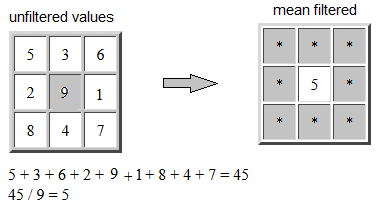 unfiltered values
mean filtered
5 3 6
2 9 1
8 4 7
* * *
* 5 *
* * *
5 + 3 + 6 + 2 + 9 + 1 + 8 + 4 + 7 = 45
45 / 9 = 5